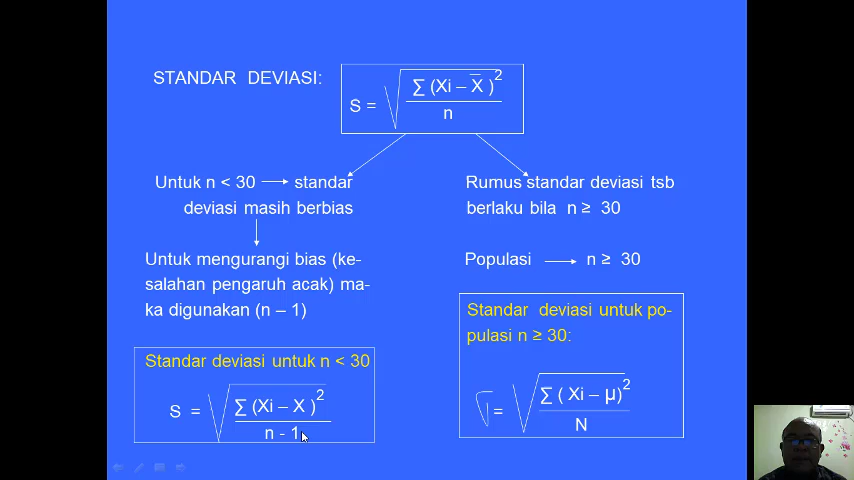 STANDAR DEVIASI:
S = √ ∑ (Xi – X̅ )²
n
Untuk n < 30 → standar
deviasi masih berbias
Untuk mengurangi bias (ke-
salahan pengaruh acak) ma-
ka digunakan (n – 1)
Standar deviasi untuk n < 30
S = √ ∑ (Xi – X )²
n - 1
Rumus standar deviasi tsb
berlaku bila n ≥ 30
Populasi → n ≥ 30
Standar deviasi untuk po-
pulasi n ≥ 30:
= √ ∑ ( Xi – µ)²
N